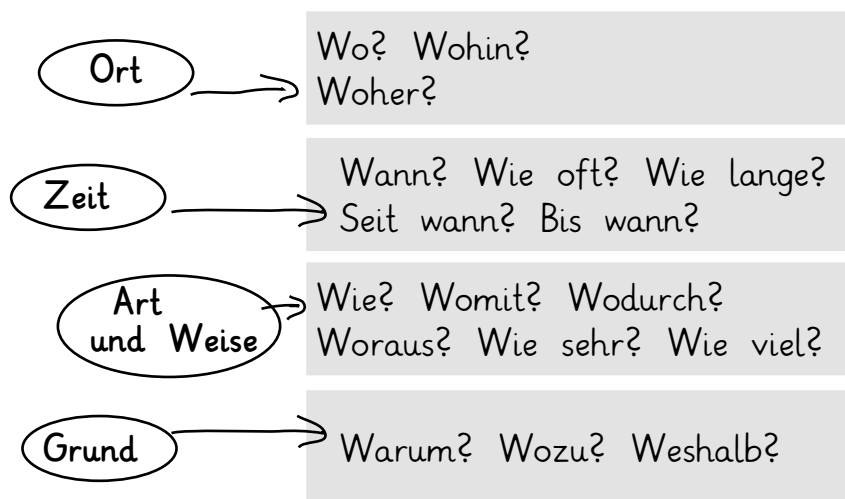 Ort
Wo? Wohin?
Woher?
Zeit
Wann? Wie oft? Wie lange?
Seit wann? Bis wann?
Art
und Weise
Wie? Womit? Wodurch?
Woraus? Wie sehr? Wie viel?
Grund
Warum? Wozu? Weshalb?